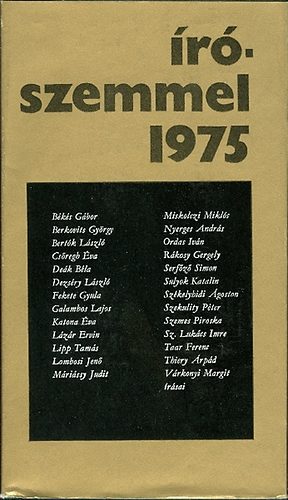 író-
szemmel
1975
Békés Gábor
Berkovits György
Bertók László
Csöregh Éva
Deák Béla
Dezséry László
Fekete Gyula
Galambos Lajos
Katona Éva
Lázár Ervin
Lipp Tamás
Lombosi Jenő
Máriássy Judit
Miskolczi Miklós
Nyerges András
Ordas Iván
Rákosy Gergely
Serfőző Simon
Sulyok Katalin
Székelyhidi Ágoston
Szekulity Péter
Szemes Piroska
Sz. Lukács Imre
Taar Ferenc
Thiery Árpád
Várkonyi Margit
írásai